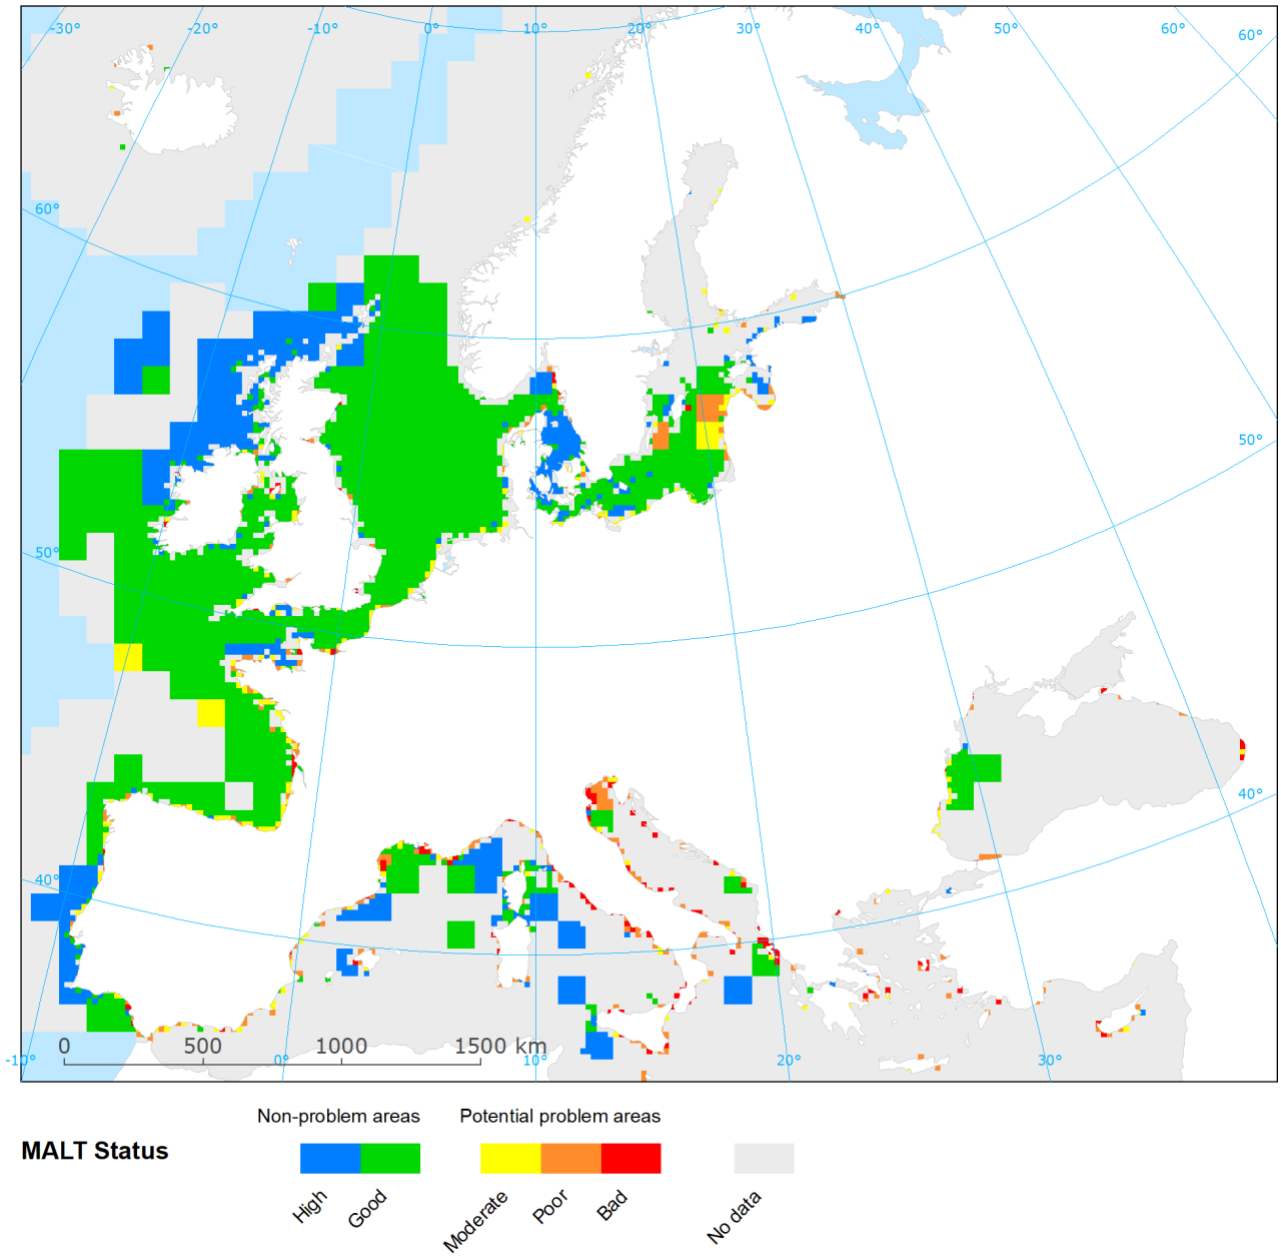 -30° -20° -10° 0° 10° 20° 30° 40° 50° 60° 60°
60°
50°
50°
40°
40°
0 500 1000 1500 km
-10° 0° 10° 20° 30°
Non-problem areas Potential problem areas
MALT Status
High Good Moderate Poor Bad No data